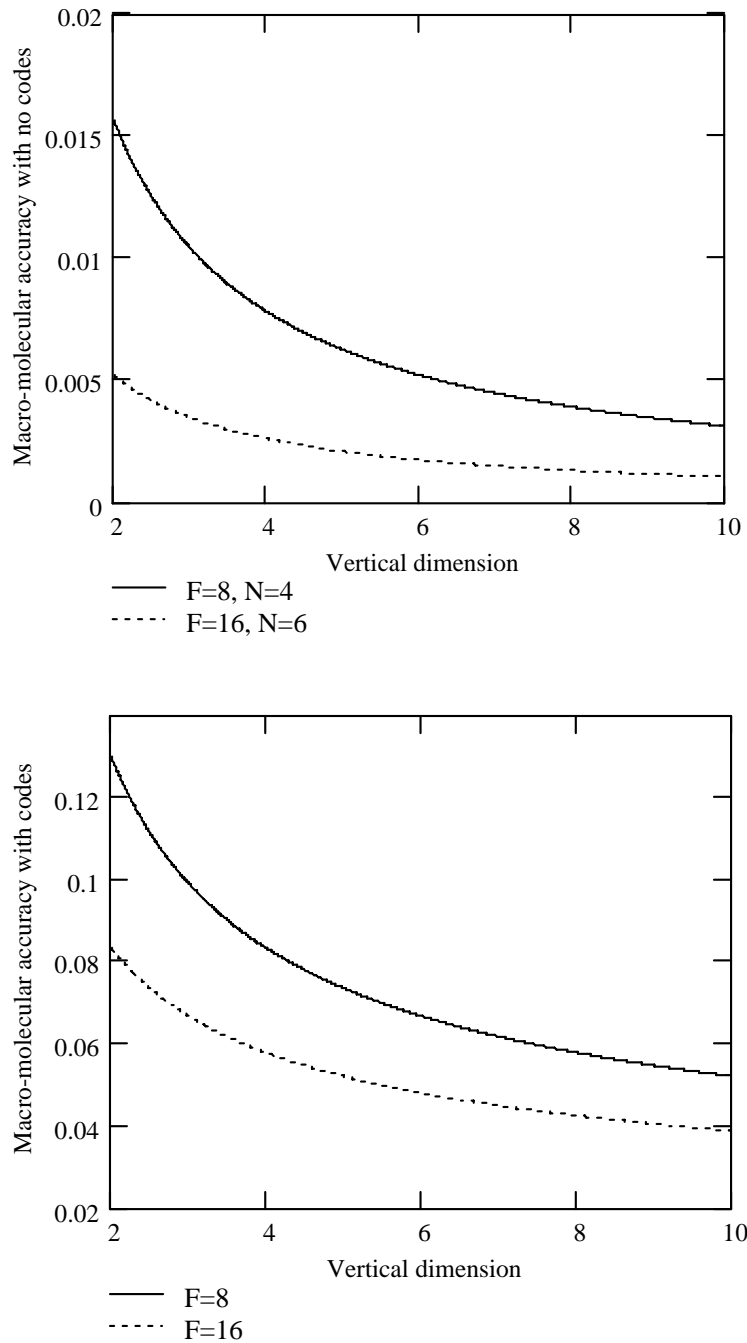 Macro-molecular accuracy with no codes
0.02
0.015
0.01
0.005
0
2 4 6 8 10
Vertical dimension
F=8, N=4
F=16, N=6
Macro-molecular accuracy with codes
0.12
0.1
0.08
0.06
0.04
0.02
2 4 6 8 10
Vertical dimension
F=8
F=16